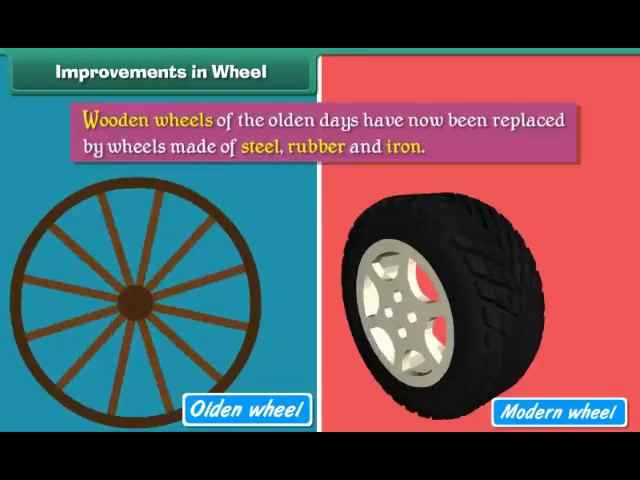 Improvements in Wheel
Wooden wheels of the olden days have now been replaced
by wheels made of steel, rubber and iron.
Olden wheel
Modern wheel